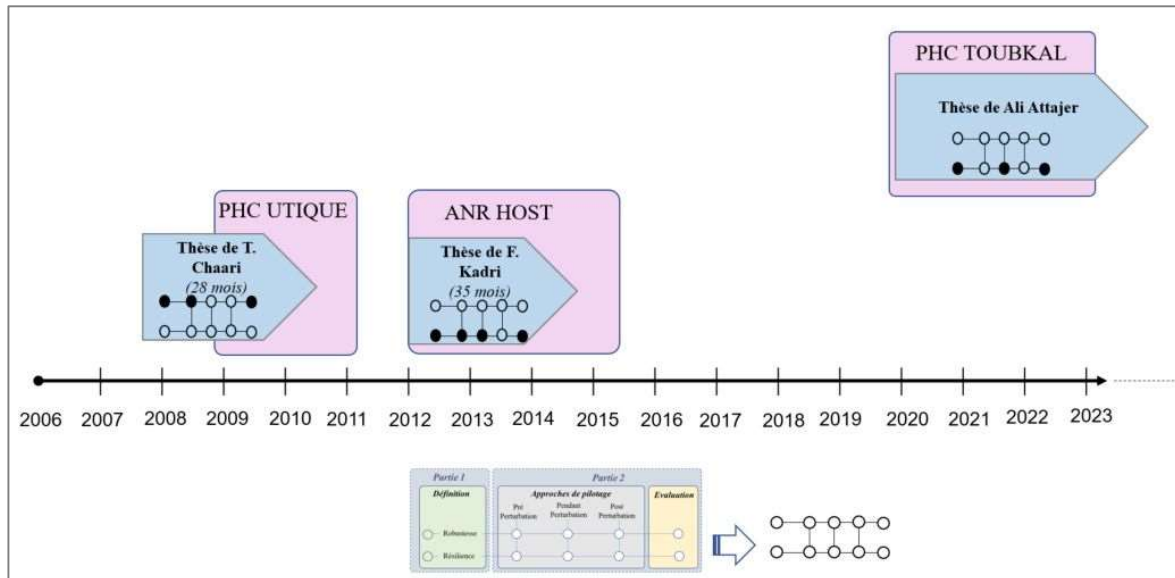 PHC TOUBKAL
Thèse de Ali Attajer
PHC UTIQUE
Thèse de T.
Chaari
(28 mois)
ANR HOST
Thèse de F.
Kadri
(35 mois)
2006 2007 2008 2009 2010 2011 2012 2013 2014 2015 2016 2017 2018 2019 2020 2021 2022 2023
Partie 1
Partie 2
Définition
Approches de pilotage
Evaluation
Pré
Perturbation
Pendant
Perturbation
Post
Perturbation
Robustesse
Résilience